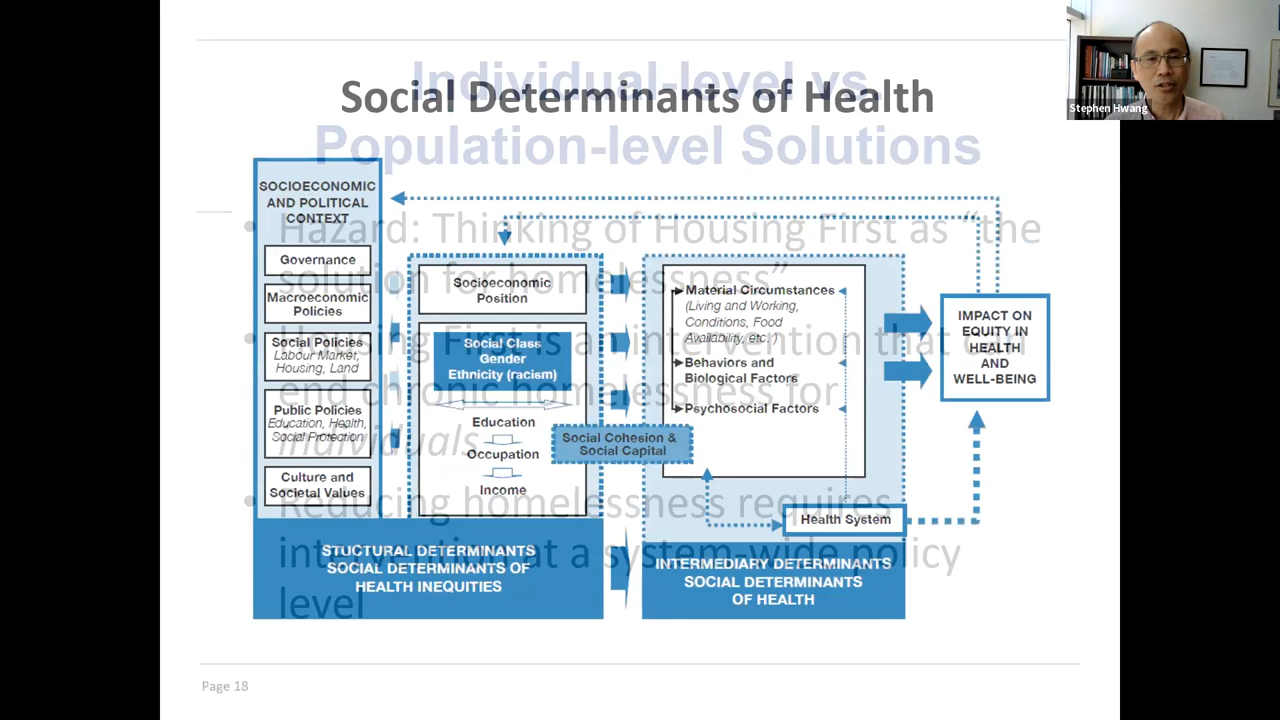 Stephen Hwang
Individual-level vs.
Population-level Solutions
Social Determinants of Health
SOCIOECONOMIC
AND POLITICAL
CONTEXT
Governance
Macroeconomic
Policies
Social Policies
Labour Market,
Housing, Land
Public Policies
Education, Health,
Social Protection
Culture and
Societal Values
Socioeconomic
Position
Social Class
Gender
Ethnicity (racism)
Education
Occupation
Income
Social Cohesion &
Social Capital
Material Circumstances
(Living and Working,
Conditions, Food
Availability, etc.)
Behaviors and
Biological Factors
Psychosocial Factors
Health System
IMPACT ON
EQUITY IN
HEALTH
AND
WELL-BEING
STUCTURAL DETERMINANTS
SOCIAL DETERMINANTS OF
HEALTH INEQUITIES
INTERMEDIARY DETERMINANTS
SOCIAL DETERMINANTS
OF HEALTH
• Hazard: Thinking of Housing First as “the
solution for homelessness”
• Housing First is an intervention that can
end chronic homelessness for
individuals
• Reducing homelessness requires
intervention at a system-wide policy
level
Page 18